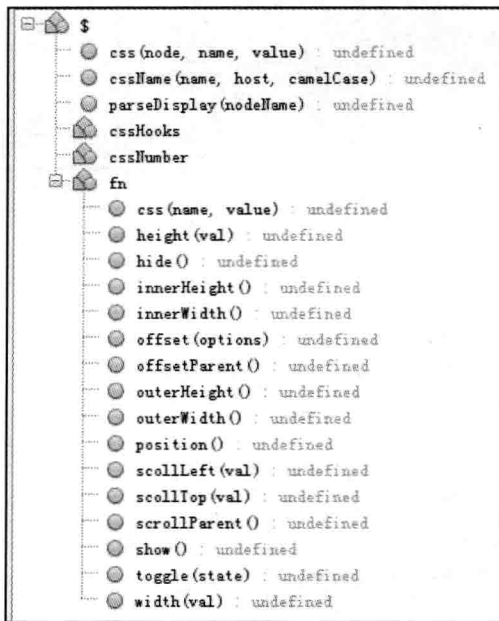 $
css(node, name, value) : undefined
cssName(name, host, camelCase) : undefined
parseDisplay(nodeName) : undefined
cssHooks
cssNumber
fn
css(name, value) : undefined
height(val) : undefined
hide() : undefined
innerHeight() : undefined
innerWidth() : undefined
offset(options) : undefined
offsetParent() : undefined
outerHeight() : undefined
outerWidth() : undefined
position() : undefined
scollLeft(val) : undefined
scollTop(val) : undefined
scrollParent() : undefined
show() : undefined
toggle(state) : undefined
width(val) : undefined